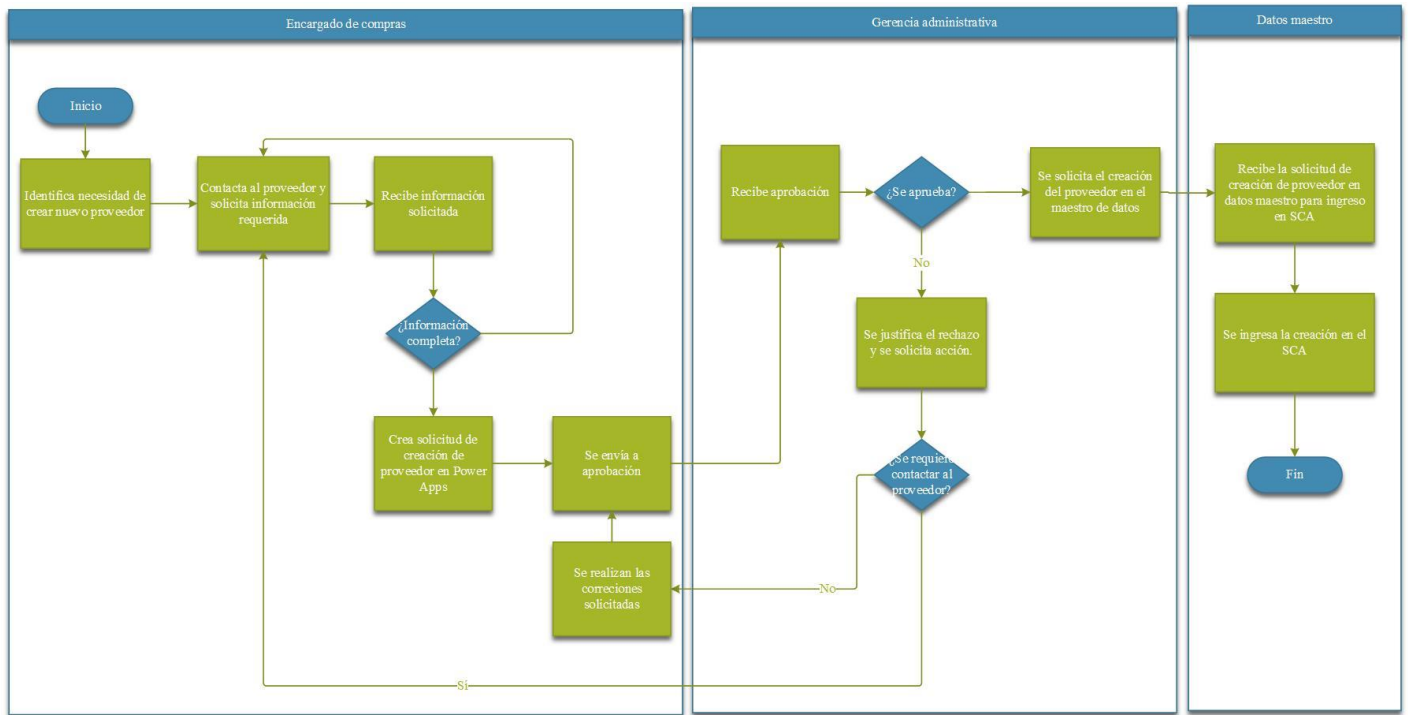 Encargado de compras
Gerencia administrativa
Datos maestro
Inicio
Identifica necesidad de
crear nuevo proveedor
Contacta al proveedor y
solicita información
requerida
Recibe información
solicitada
¿Información
completa?
Crea solicitud de
creación de
proveedor en Power
Apps
Se envía a
aprobación
Se realizan las
correciones
solicitadas
Recibe aprobación
¿Se aprueba?
No
Se solicita el creación
del proveedor en el
maestro de datos
Se justifica el rechazo
y se solicita acción.
¿Se requiere
contactar al
proveedor?
No
Si
Recibe la solicitud de
creación de proveedor en
datos maestro para ingreso
en SCA
Se ingresa la creación en el
SCA
Fin